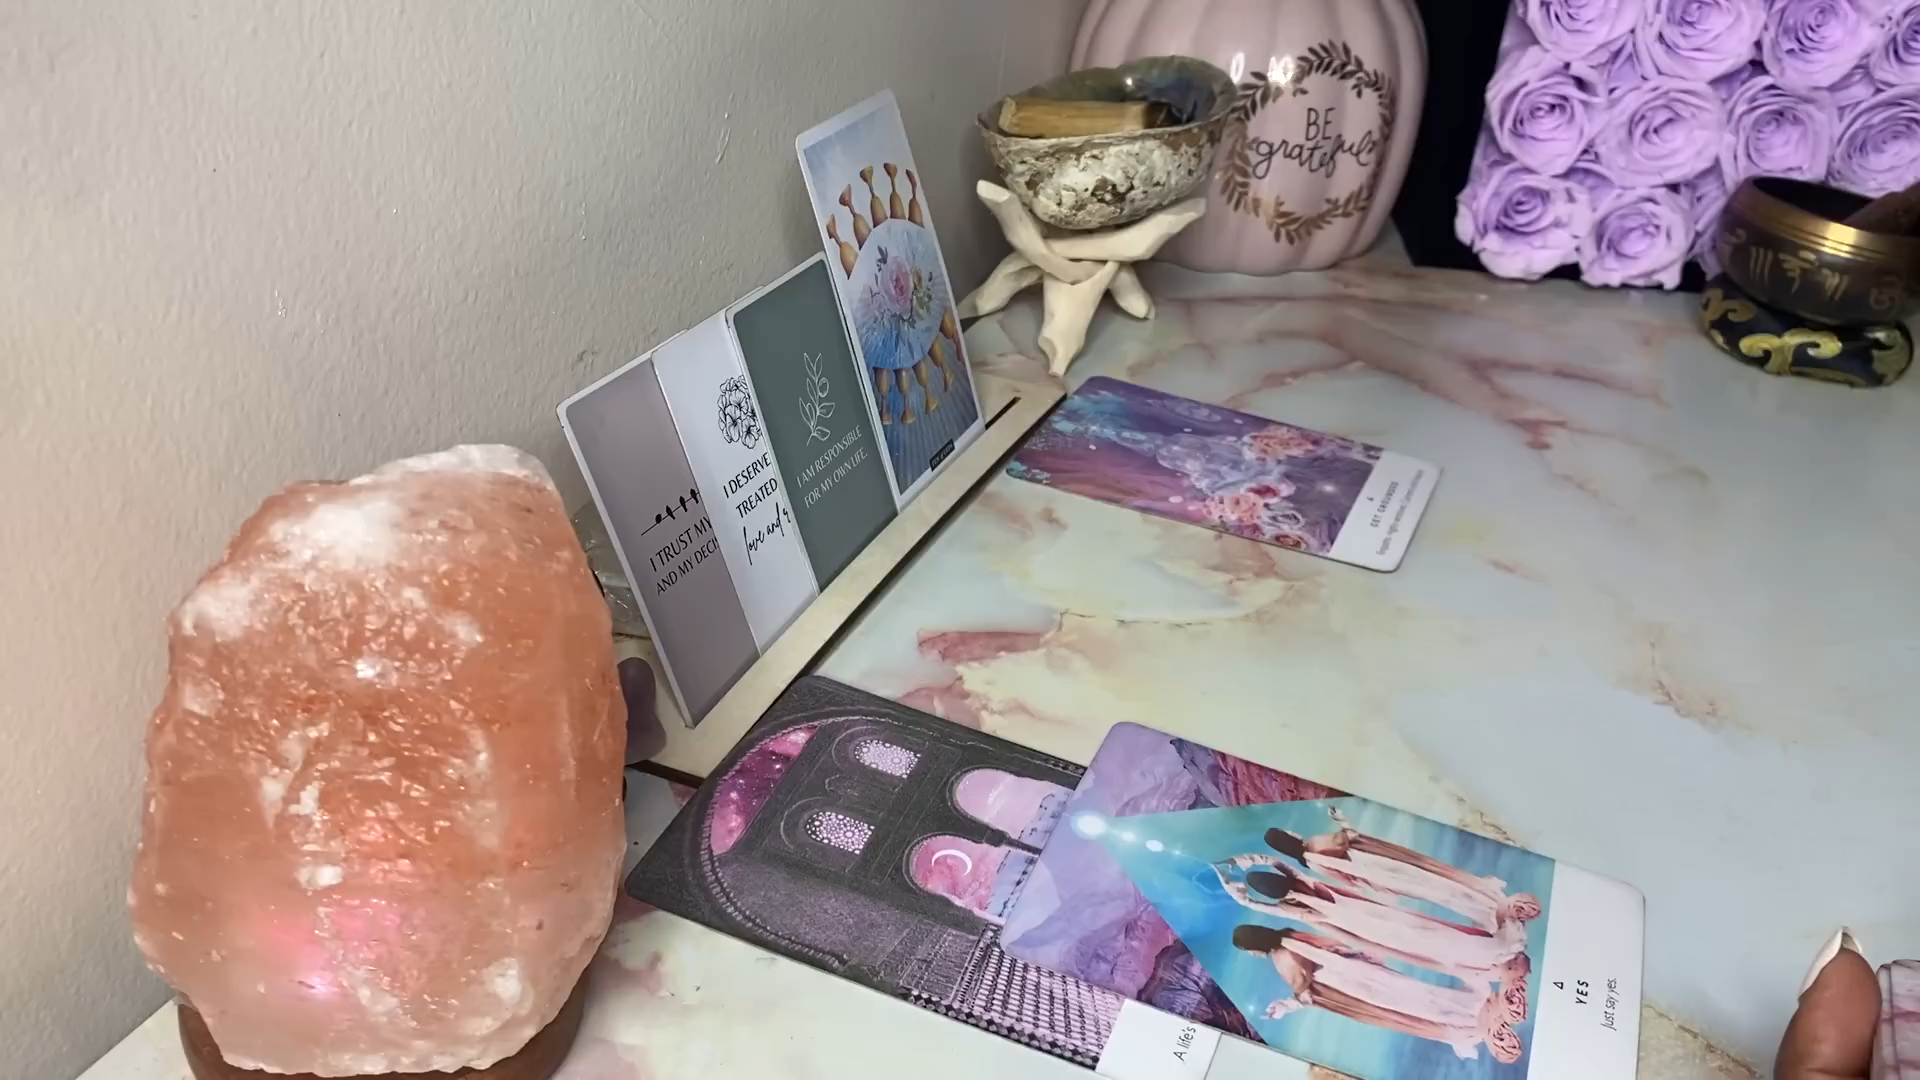 BE
grateful
I TRUST MY
AND MY DECI
I DESERVE
TREATED
love and
I AM RESPONSIBLE
FOR MY OWN LIFE.
GET GROUNDED
YES
Just say yes.
A life's